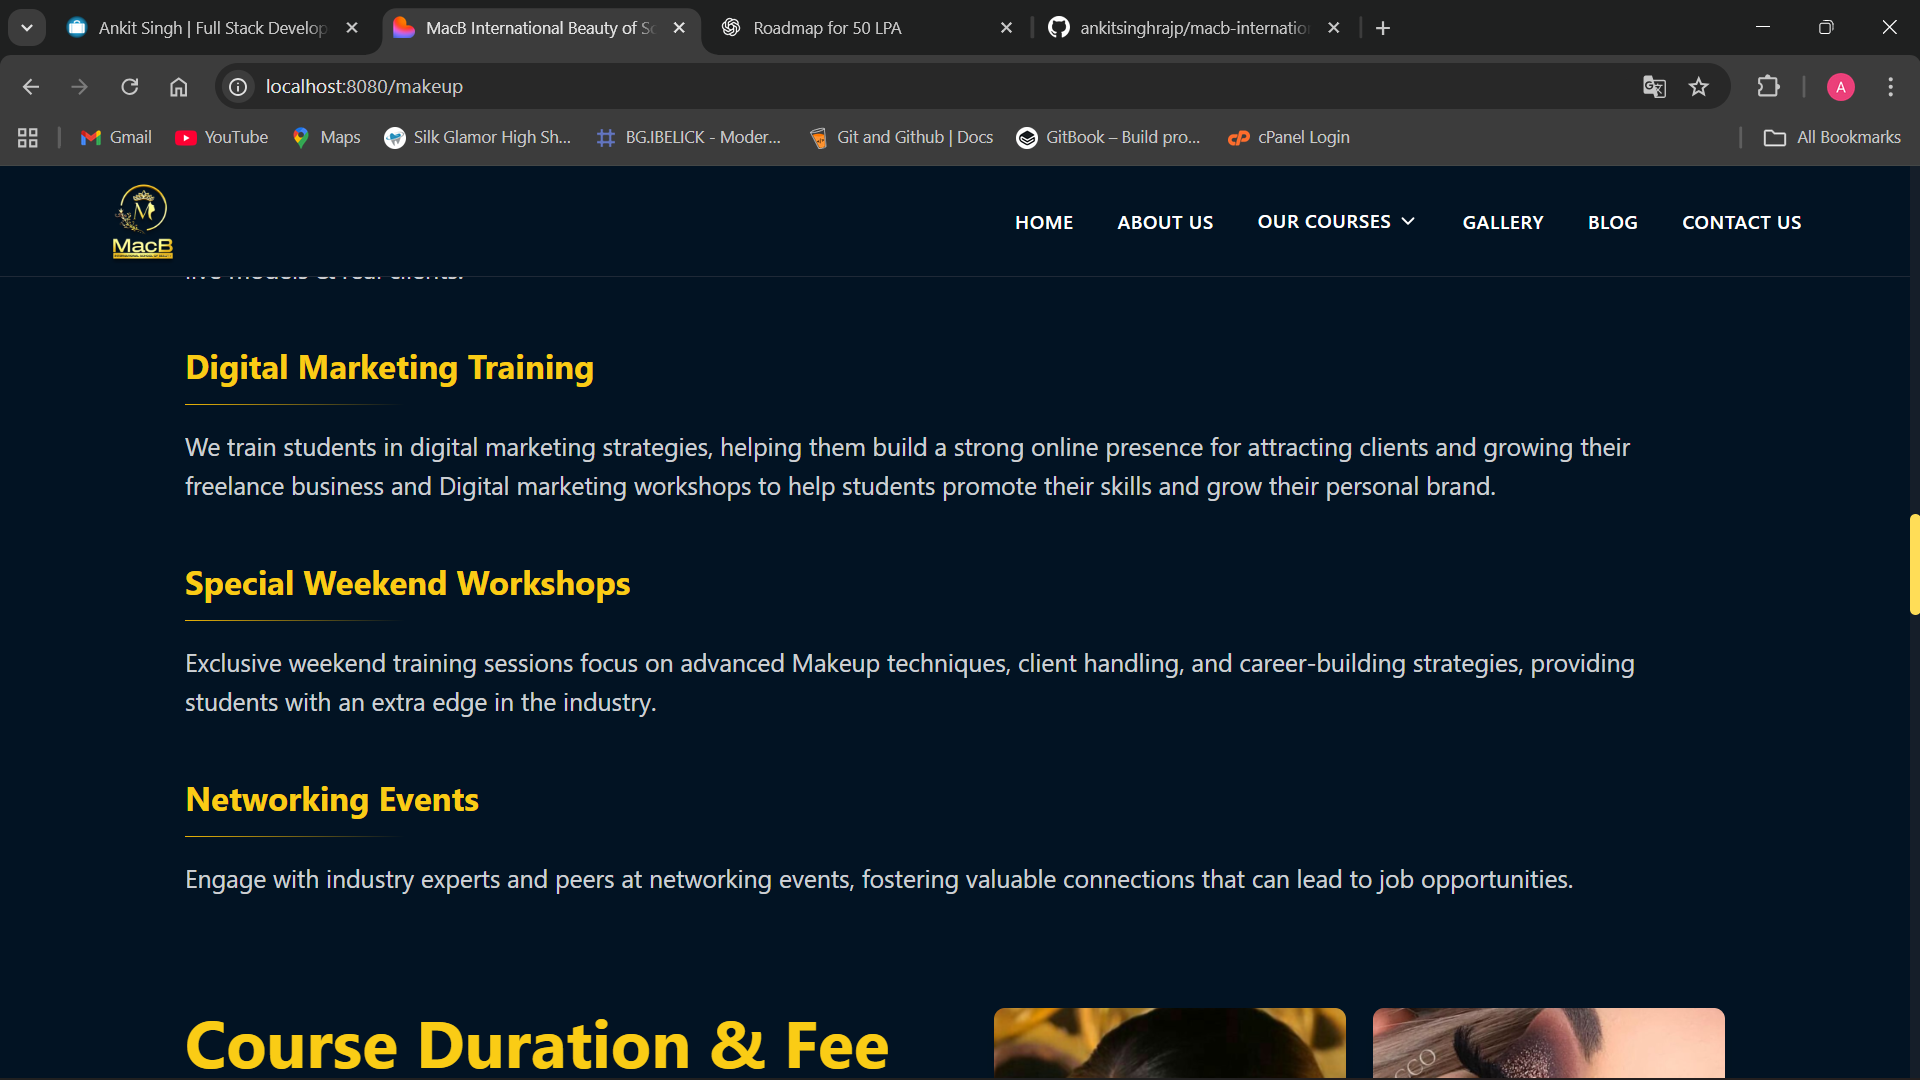 Ankit Singh | Full Stack Develop
MacB International Beauty of Sc
Roadmap for 50 LPA
ankitsinghrajp/macb-internatio
localhost:8080/makeup
A
Gmail
YouTube
Maps
Silk Glamor High Sh...
BG.IBELICK - Moder...
Git and Github | Docs
GitBook – Build pro...
cPanel Login
All Bookmarks
M
MacB
HOME
ABOUT US
OUR COURSES
GALLERY
BLOG
CONTACT US
live models & real clients.
Digital Marketing Training
We train students in digital marketing strategies, helping them build a strong online presence for attracting clients and growing their
freelance business and Digital marketing workshops to help students promote their skills and grow their personal brand.
Special Weekend Workshops
Exclusive weekend training sessions focus on advanced Makeup techniques, client handling, and career-building strategies, providing
students with an extra edge in the industry.
Networking Events
Engage with industry experts and peers at networking events, fostering valuable connections that can lead to job opportunities.
Course Duration & Fee